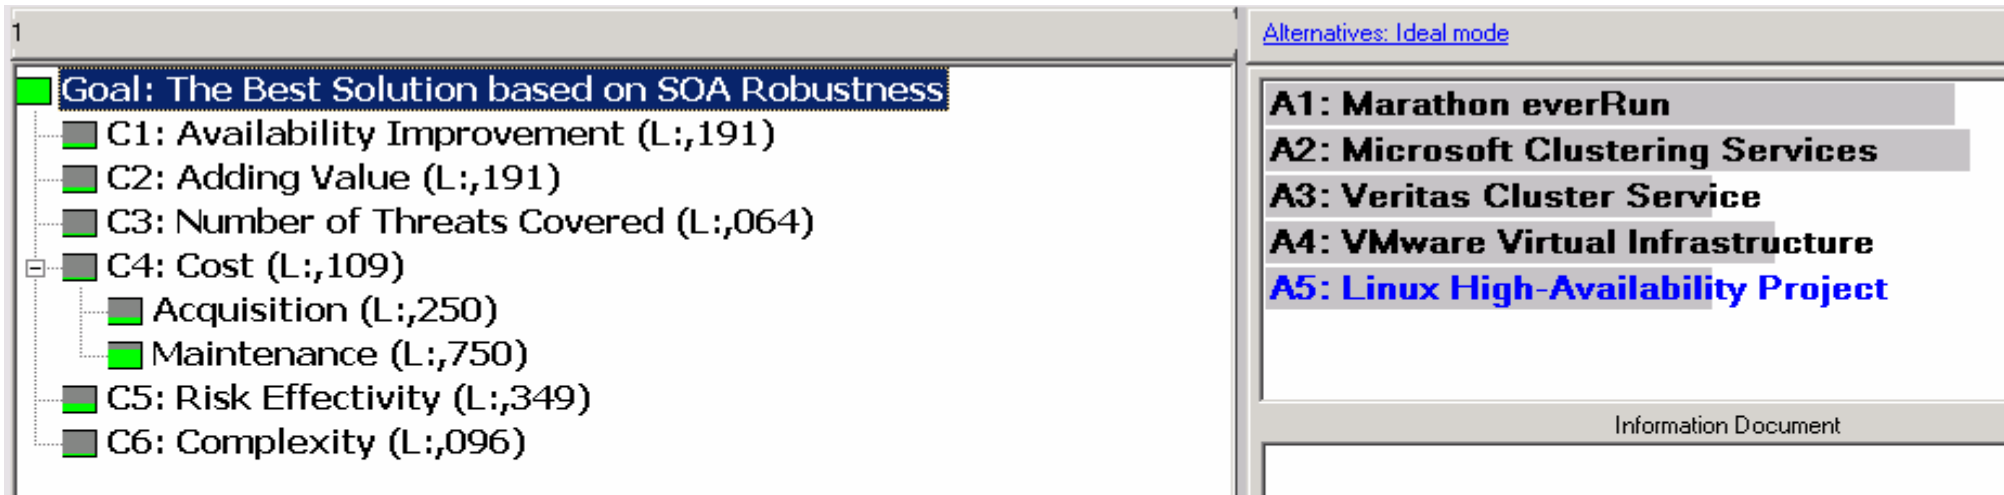 1
Goal: The Best Solution based on SOA Robustness
C1: Availability Improvement (L:,191)
C2: Adding Value (L:,191)
C3: Number of Threats Covered (L:,064)
C4: Cost (L:,109)
Acquisition (L:,250)
Maintenance (L:,750)
C5: Risk Effectivity (L:,349)
C6: Complexity (L:,096)
Alternatives: Ideal mode
A1: Marathon everRun
A2: Microsoft Clustering Services
A3: Veritas Cluster Service
A4: VMware Virtual Infrastructure
A5: Linux High-Availability Project
Information Document